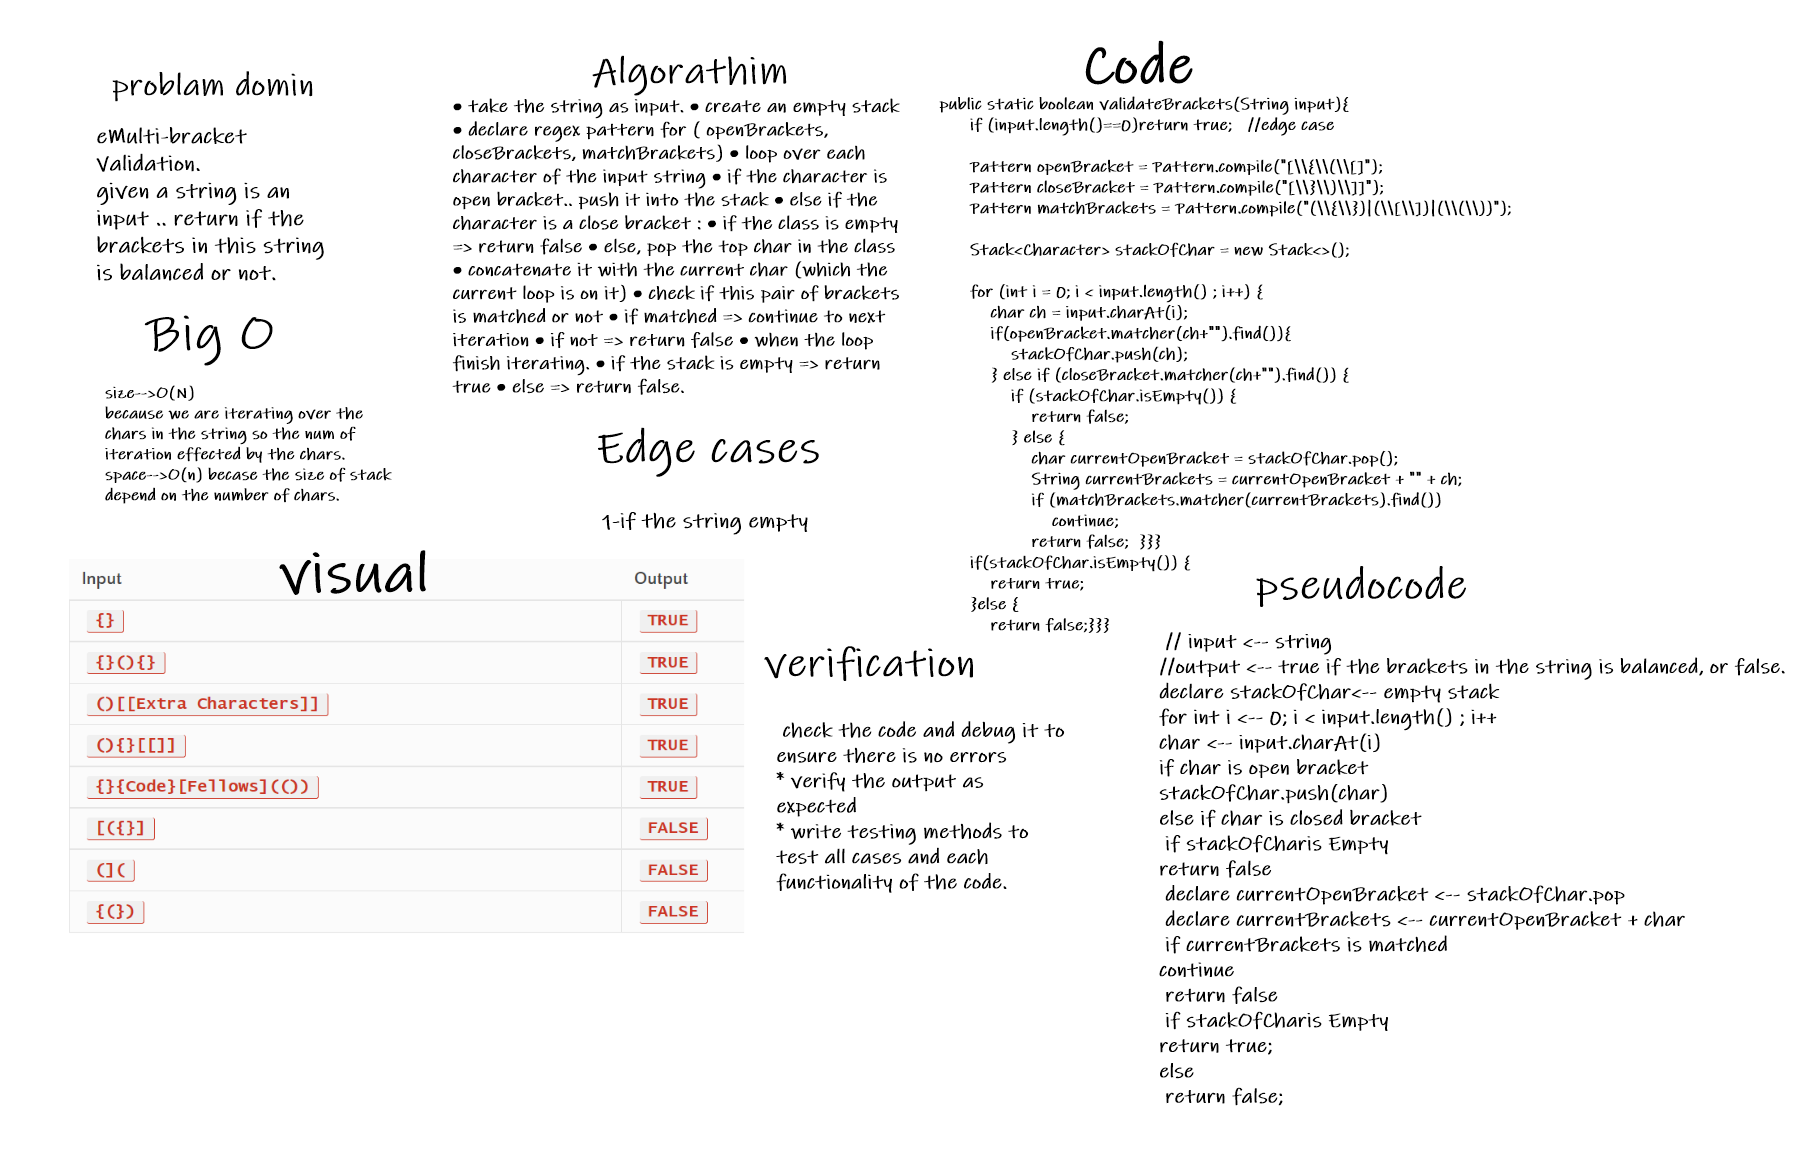 problam domin
eMulti-bracket
Validation.
given a string is an
input .. return if the
brackets in this string
is balanced or not.
Big O
size-->O(N)
because we are iterating over the
chars in the string so the num of
iteration effected by the chars.
space-->O(n) becase the size of stack
depend on the number of chars.
Algorathim
• take the string as input. • create an empty stack
• declare regex pattern for ( openBrackets,
closeBrackets, matchBrackets) • loop over each
character of the input string • if the character is
open bracket.. push it into the stack • else if the
character is a close bracket : • if the class is empty
=> return false • else, pop the top char in the class
• concatenate it with the current char (which the
current loop is on it) • check if this pair of brackets
is matched or not • if matched => continue to next
iteration • if not => return false • when the loop
finish iterating. • if the stack is empty => return
true • else => return false.
Edge cases
1-if the string empty
Code
public static boolean validateBrackets(String input){
if (input.length()==0)return true;   //edge case
Pattern openBracket = Pattern.compile("[\\{\\(\\[]");
Pattern closeBracket = Pattern.compile("[\\}\\)\\]]");
Pattern matchBrackets = Pattern.compile("(\\{\\})|(\\[\\])|(\\(\\))");
Stack<Character> stackOfChar = new Stack<>();
for (int i = 0; i < input.length() ; i++) {
char ch = input.charAt(i);
if(openBracket.matcher(ch+"").find()){
stackOfChar.push(ch);
} else if (closeBracket.matcher(ch+"").find()) {
if (stackOfChar.isEmpty()) {
return false;
} else {
char currentOpenBracket = stackOfChar.pop();
String currentBrackets = currentOpenBracket + "" + ch;
if (matchBrackets.matcher(currentBrackets).find())
continue;
return false;  }}}
if(stackOfChar.isEmpty()) {
return true;
}else {
return false;}}}
visual
Input Output
{} TRUE
{}(){} TRUE
()[[Extra Characters]] TRUE
(){}[[]] TRUE
{}{Code}[Fellows](()) TRUE
[({}] FALSE
(]( FALSE
{(}) FALSE
verification
check the code and debug it to
ensure there is no errors
* verify the output as
expected
* write testing methods to
test all cases and each
functionality of the code.
pseudocode
// input <-- string
//output <-- true if the brackets in the string is balanced, or false.
declare stackOfChar<-- empty stack
for int i <-- 0; i < input.length() ; i++
char <-- input.charAt(i)
if char is open bracket
stackOfChar.push(char)
else if char is closed bracket
if stackOfCharis Empty
return false
declare currentOpenBracket <-- stackOfChar.pop
declare currentBrackets <-- currentOpenBracket + char
if currentBrackets is matched
continue
return false
if stackOfCharis Empty
return true;
else
return false;